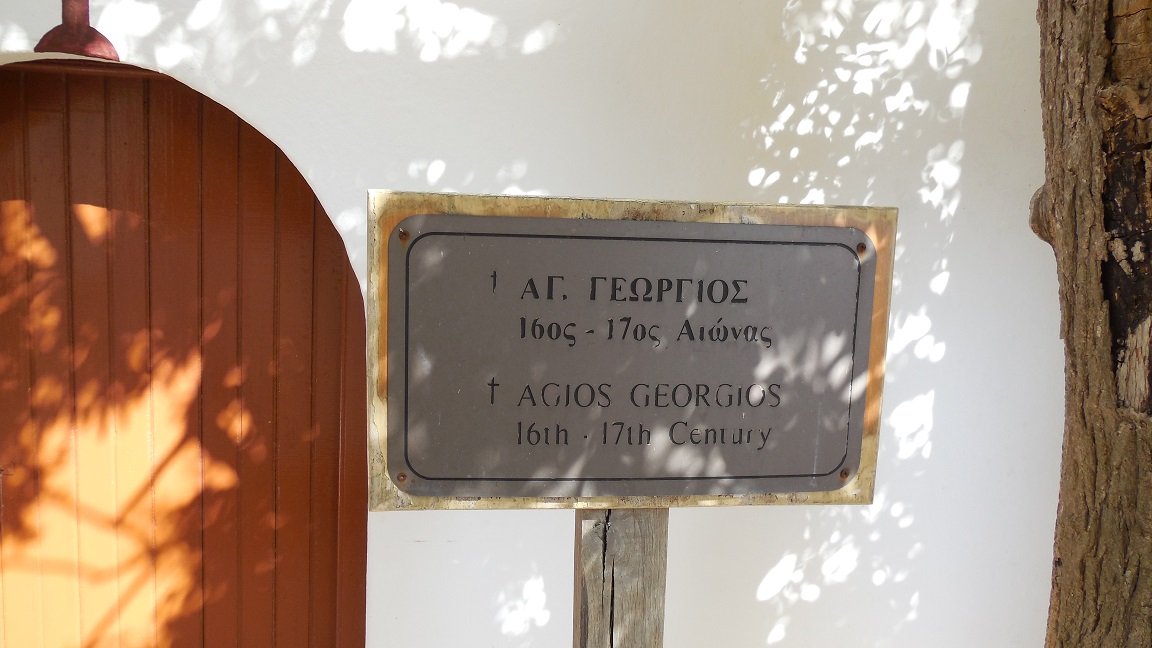 † ΑΓ. ΓΕΩΡΓΙΟΣ
16ος - 17ος Αιώνας
† AGIOS GEORGIOS
16th - 17th Century